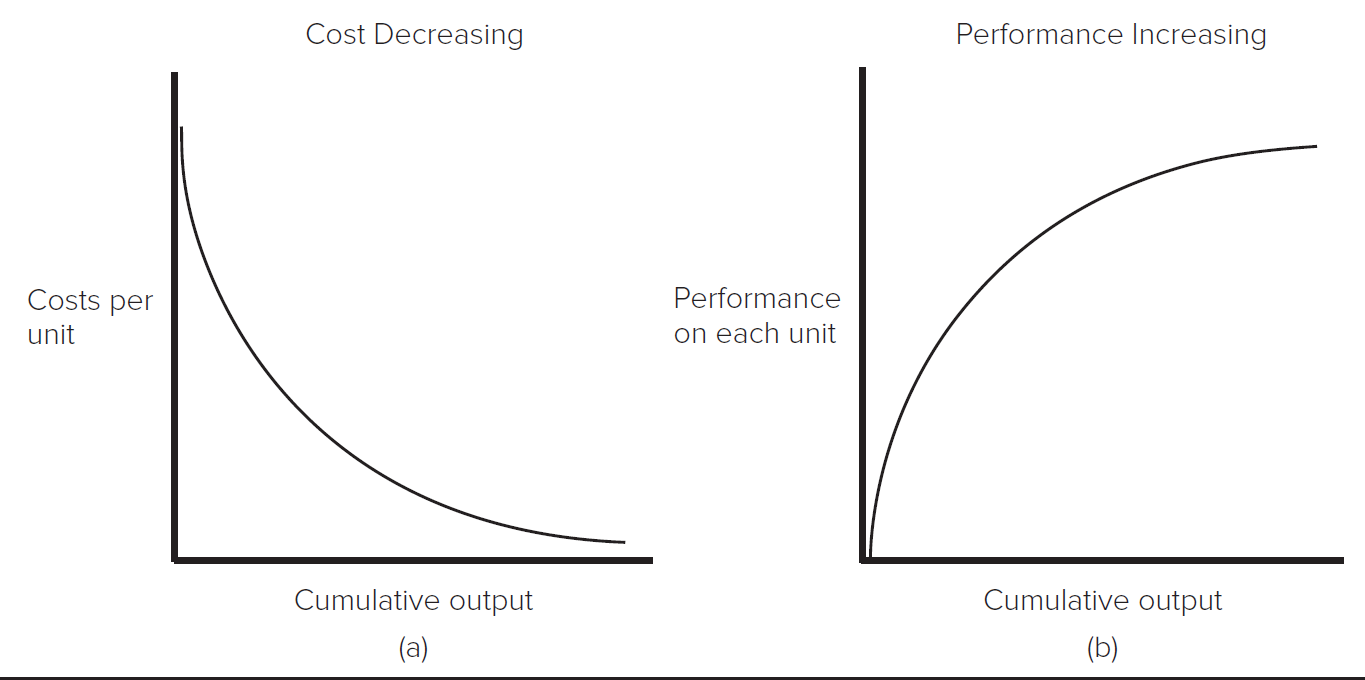 Cost Decreasing
Costs per
unit
Cumulative output
(a)
Performance Increasing
Performance
on each unit
Cumulative output
(b)